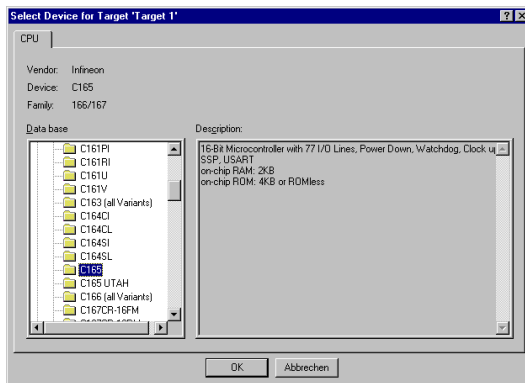 Select Device for Target 'Target 1'
CPU
Vendor: Infineon
Device: C165
Family: 166/167
Data base
Description:
C161PI
C161RI
C161U
C161V
C163 (all Variants)
C164CI
C164CL
C164SI
C164SL
C165
C165 UTAH
C166 (all Variants)
C167CR-16FM
16-Bit Microcontroller with 77 I/O Lines, Power Down, Watchdog, Clock up
SSP, USART
on-chip RAM: 2KB
on-chip ROM: 4KB or ROMless
OK
Abbrechen